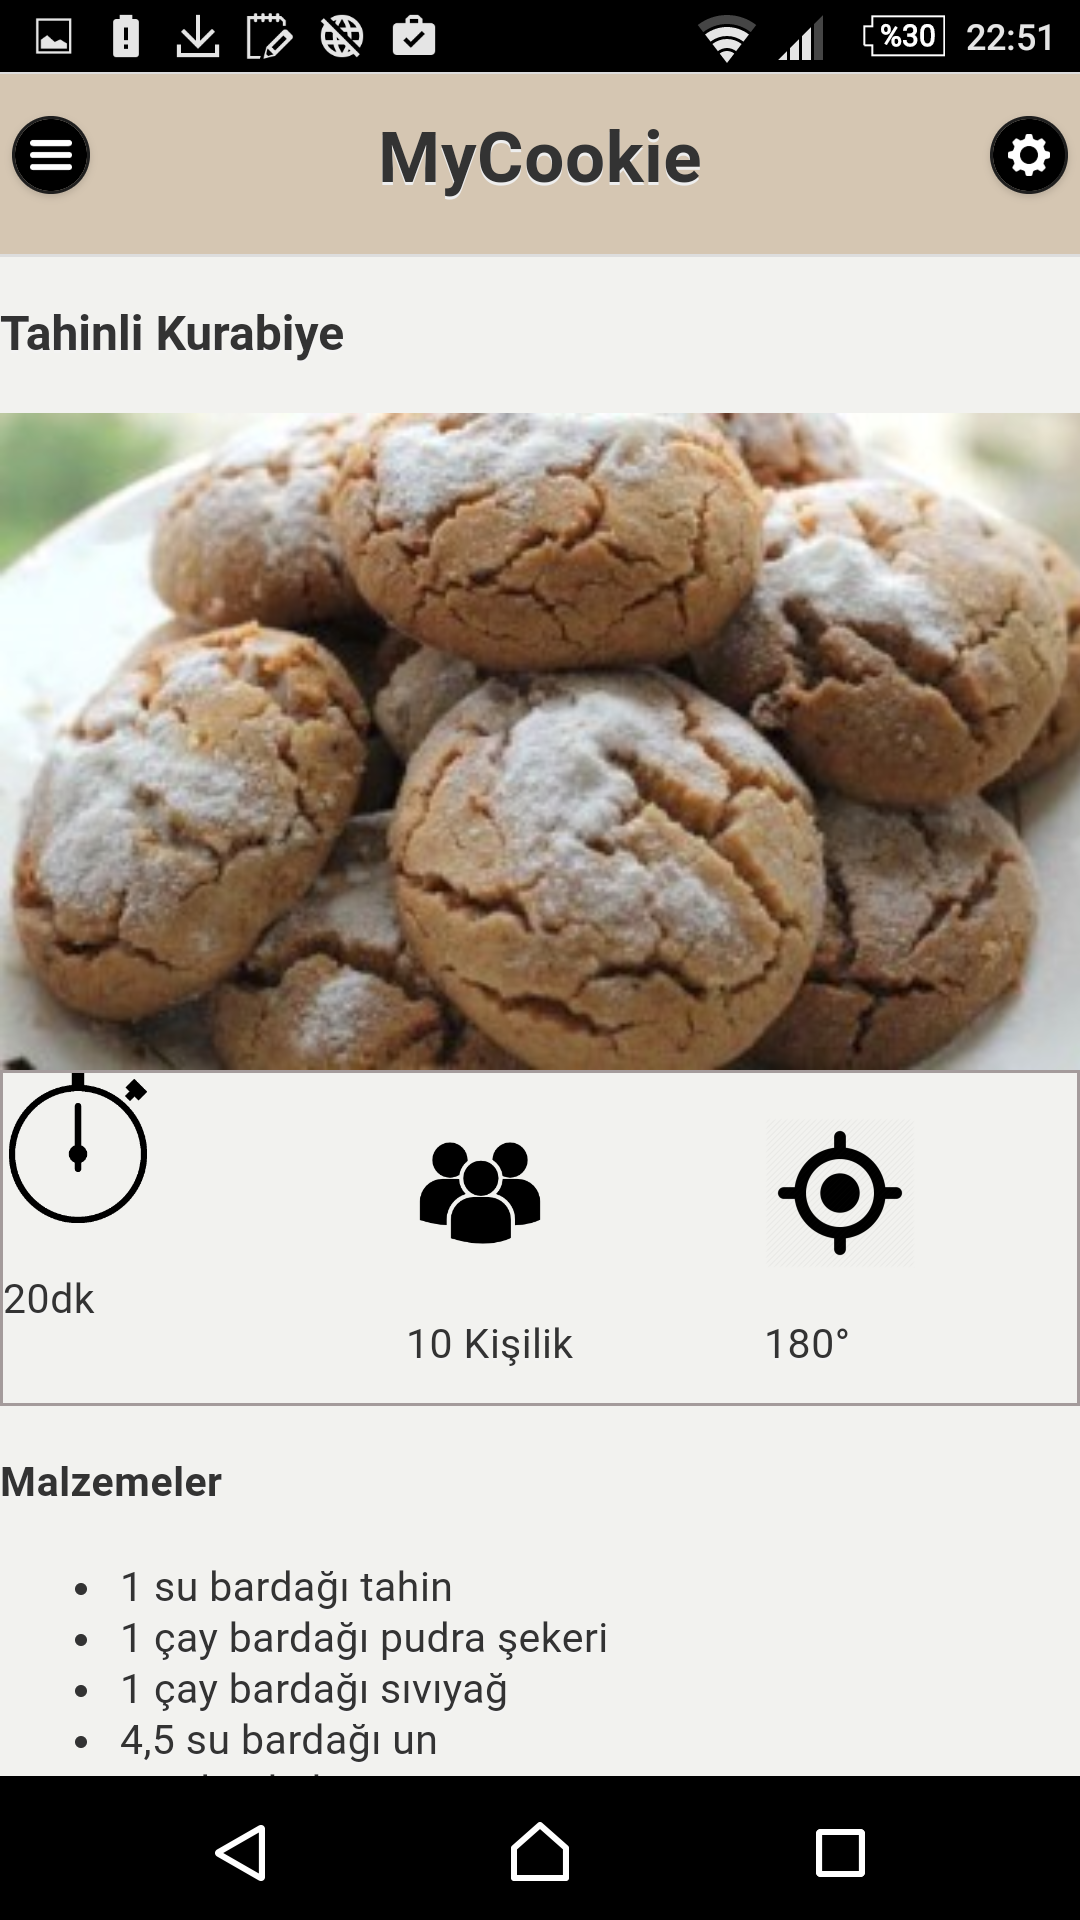 %30 22:51
MyCookie
Tahinli Kurabiye
20dk
10 Kişilik
180°
Malzemeler
1 su bardağı tahin
1 çay bardağı pudra şekeri
1 çay bardağı sıvıyağ
4,5 su bardağı un